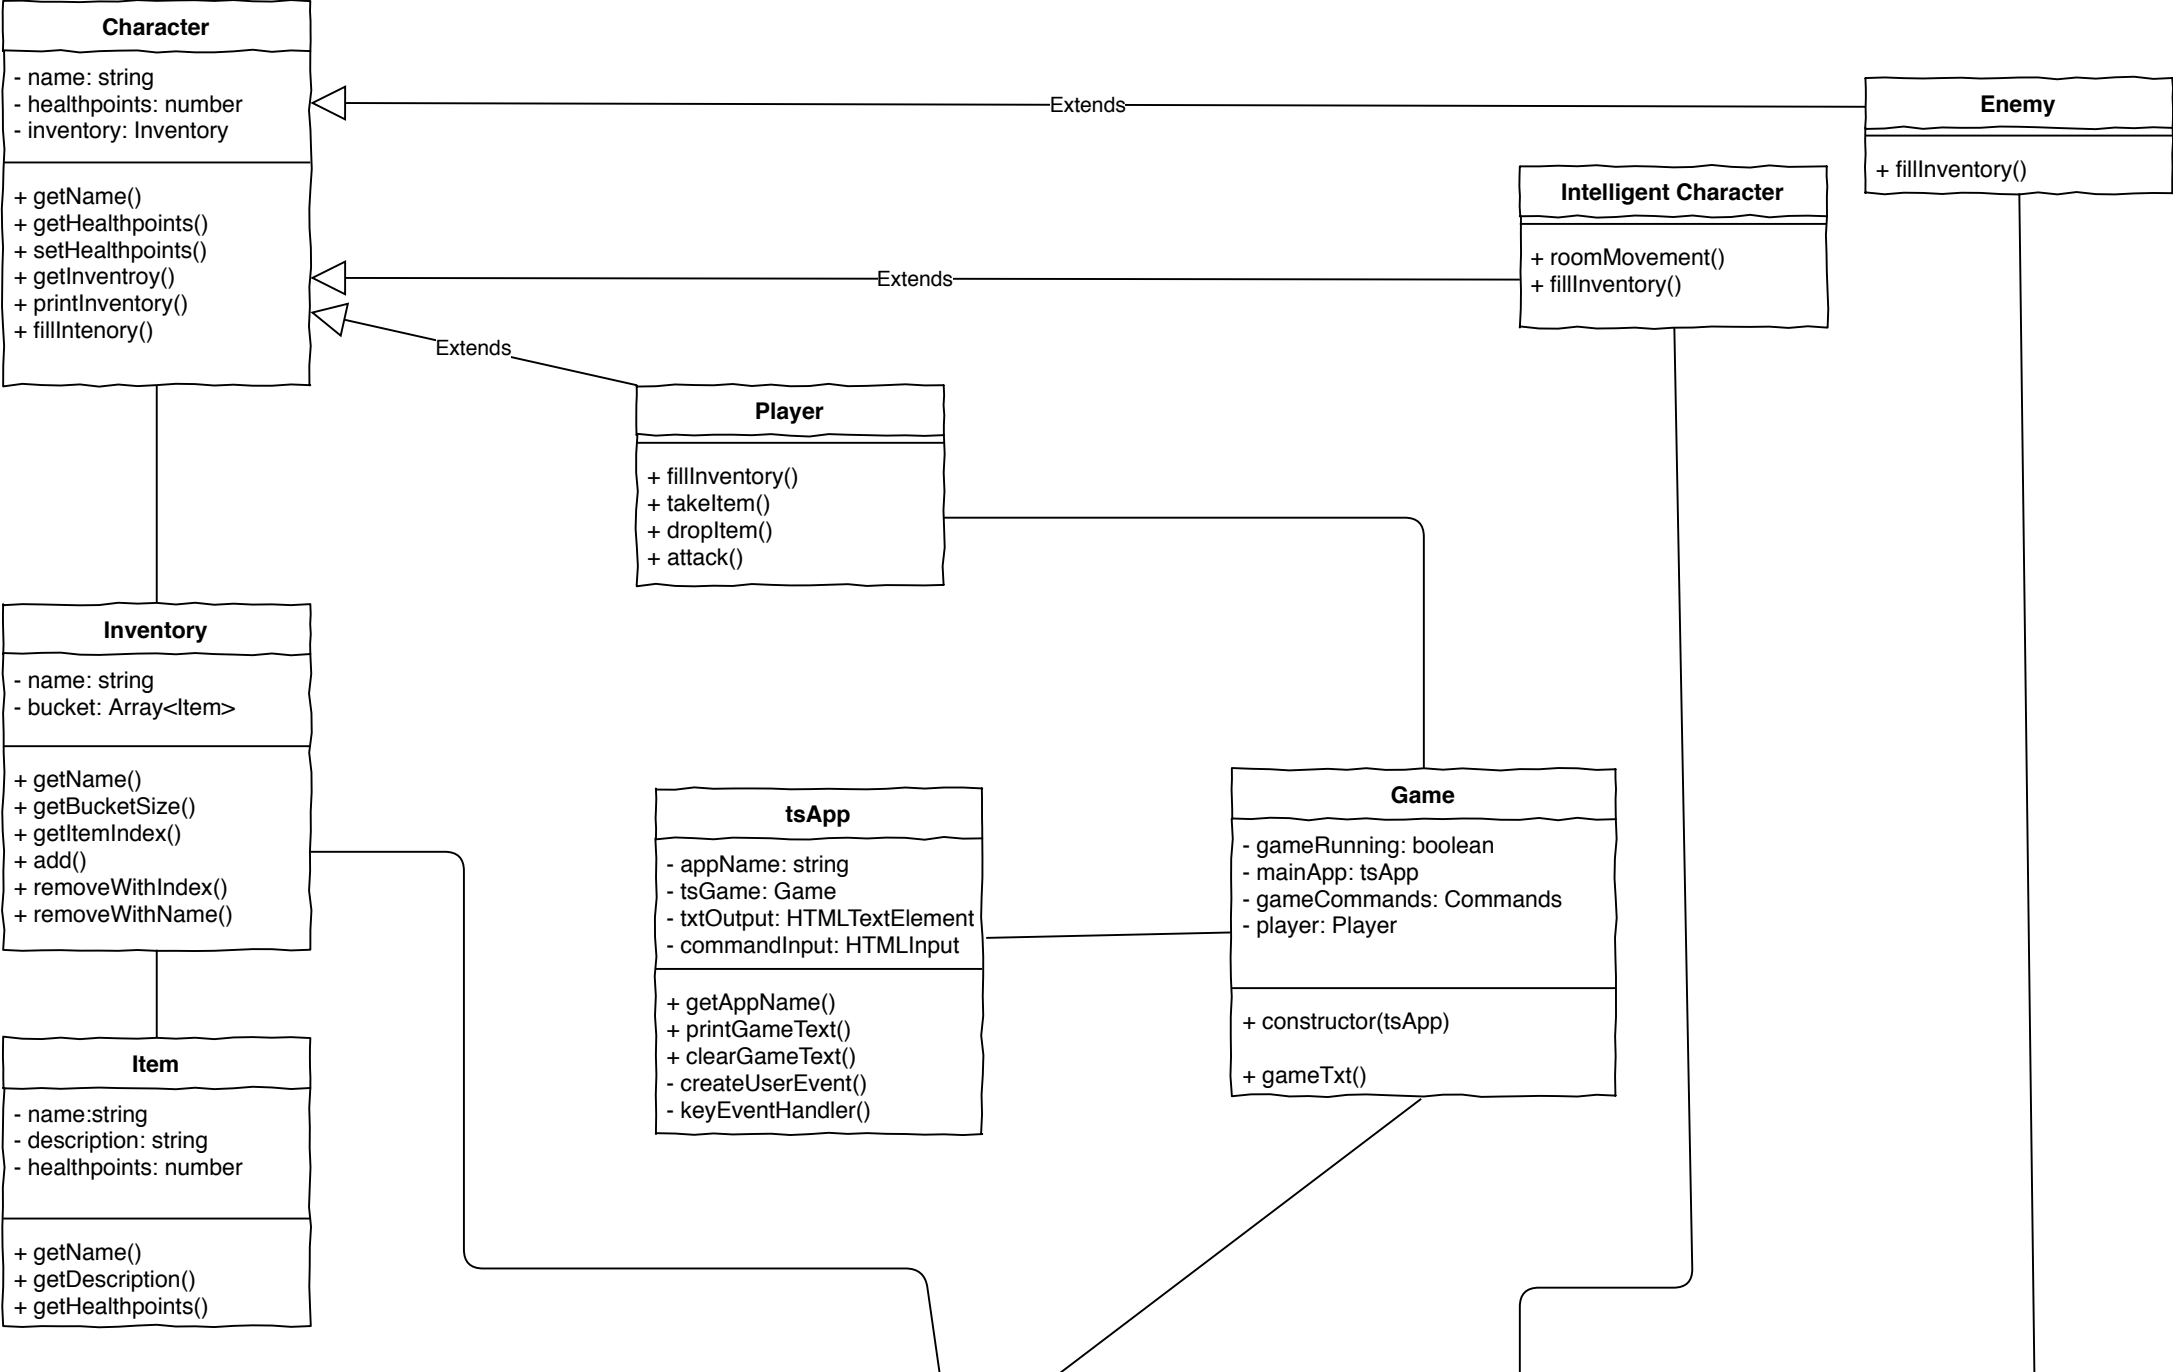 Character
- name: string
- healthpoints: number
- inventory: Inventory
+ getName()
+ getHealthpoints()
+ setHealthpoints()
+ getInventroy()
+ printInventory()
+ fillIntenory()
Extends
Enemy
+ fillInventory()
Intelligent Character
+ roomMovement()
+ fillInventory()
Extends
Extends
Player
+ fillInventory()
+ takeItem()
+ dropItem()
+ attack()
Inventory
- name: string
- bucket: Array<Item>
+ getName()
+ getBucketSize()
+ getItemIndex()
+ add()
+ removeWithIndex()
+ removeWithName()
tsApp
- appName: string
- tsGame: Game
- txtOutput: HTMLTextElement
- commandInput: HTMLInput
+ getAppName()
+ printGameText()
+ clearGameText()
- createUserEvent()
- keyEventHandler()
Game
- gameRunning: boolean
- mainApp: tsApp
- gameCommands: Commands
- player: Player
+ constructor(tsApp)
+ gameTxt()
Item
- name:string
- description: string
- healthpoints: number
+ getName()
+ getDescription()
+ getHealthpoints()